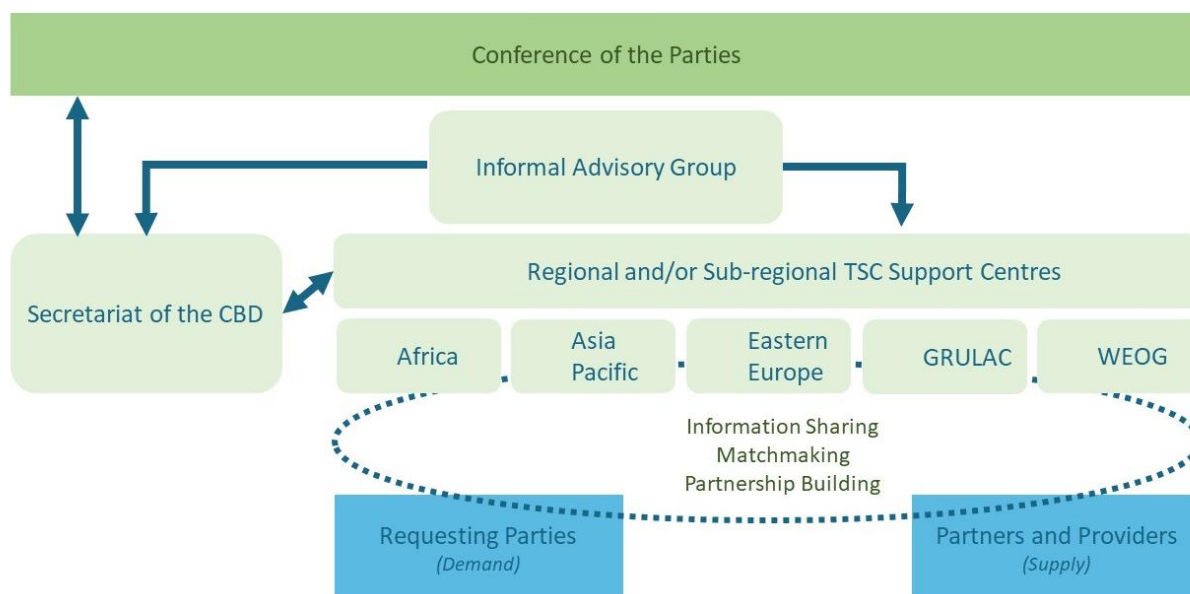 Conference of the Parties
Informal Advisory Group
Secretariat of the CBD
Regional and/or Sub-regional TSC Support Centres
Africa
Asia
Pacific
Eastern
Europe
GRULAC
WEOG
Information Sharing
Matchmaking
Partnership Building
Requesting Parties
(Demand)
Partners and Providers
(Supply)